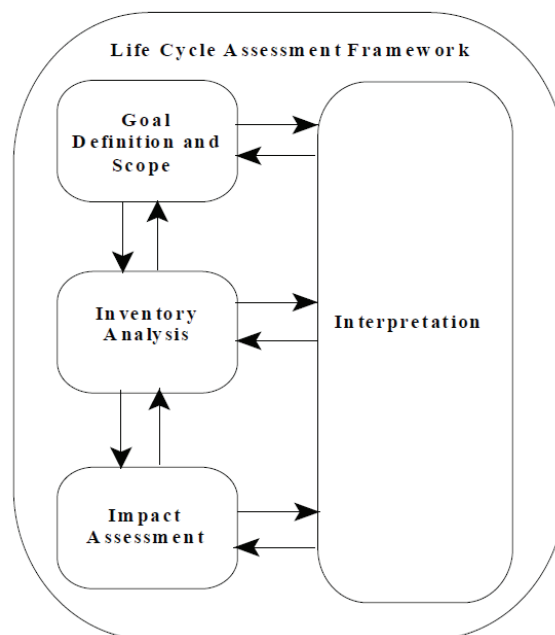 Life Cycle Assessment Framework
Goal
Definition and
Scope
Inventory
Analysis
Interpretation
Impact
Assessment